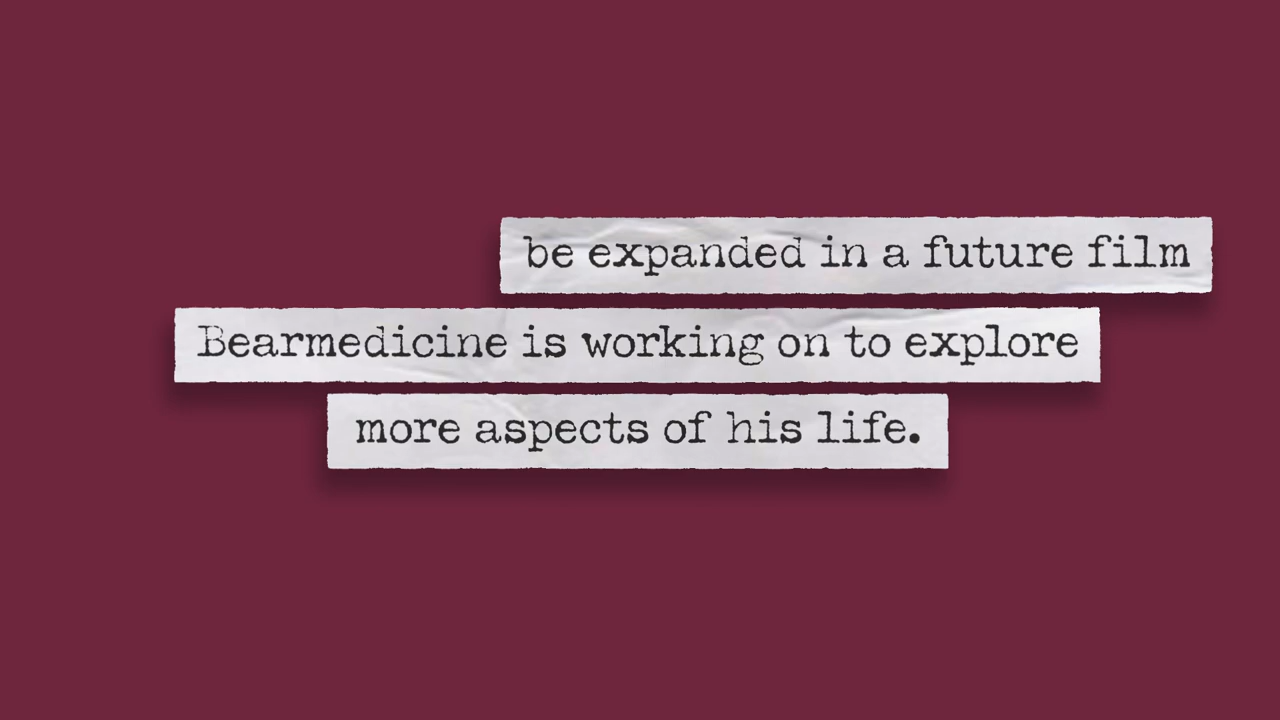 be expanded in a future film
Bearmedicine is working on to explore
more aspects of his life.